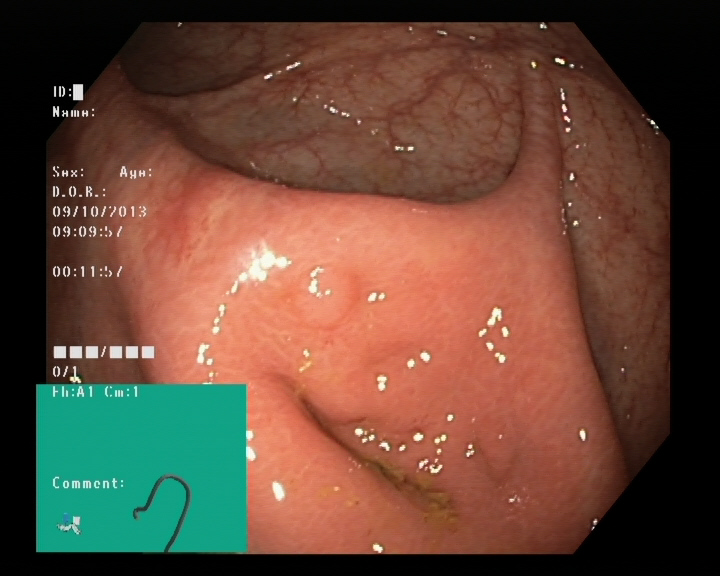 ID:
Name:
Sex: Age:
D.O.B.:
09/10/2013
09:09:57
00:11:57
/
0/1
Eh:A1 Cm:1
Comment: